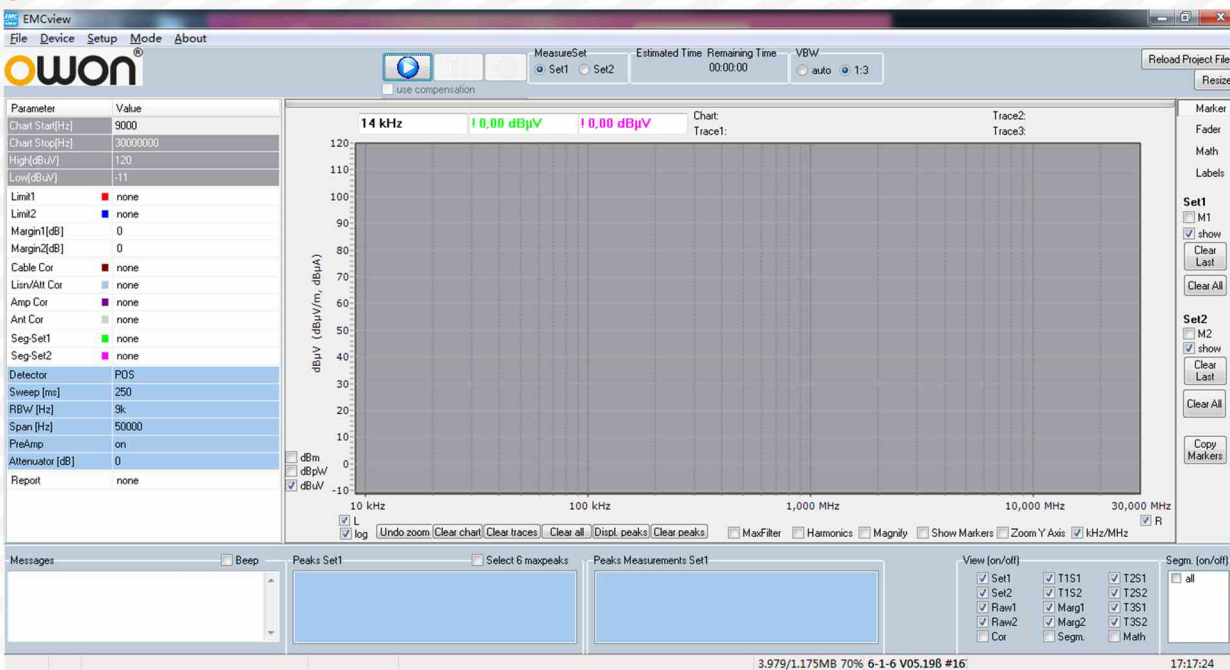 EMCview
File Device Setup Mode About
owon®
use compensation
MeasureSet
Set1 Set2
Estimated Time Remaining Time
00:00:00
VBW
auto 1:3
Reload Project File
Resize
Parameter Value
Chart Start[Hz] 9000
Chart Stop[Hz] 30000000
High[dBuV] 120
Low[dBuV] -11
Limit1 none
Limit2 none
Margin1[dB] 0
Margin2[dB] 0
Cable Cor none
Lisn/Att Cor none
Amp Cor none
Ant Cor none
Seg-Set1 none
Seg-Set2 none
Detector POS
Sweep [ms] 250
RBW [Hz] 9k
Span [Hz] 50000
PreAmp on
Attenuator [dB] 0
Report none
14 kHz ! 0,00 dBµV ! 0,00 dBµV
Chart: Trace2:
Trace1: Trace3:
dBµV (dBµV/m, dBµA)
120
110
100
90
80
70
60
50
40
30
20
10
0
-10
dBm
dBpW
dBuV
10 kHz 100 kHz 1,000 MHz 10,000 MHz 30,000 MHz
L R
log Undo zoom Clear chart Clear traces Clear all Displ. peaks Clear peaks MaxFilter Harmonics Magnify Show Markers Zoom Y Axis kHz/MHz
Marker
Fader
Math
Labels
Set1
M1
show
Clear
Last
Clear All
Set2
M2
show
Clear
Last
Clear All
Copy
Markers
Messages Beep
Peaks Set1 Select 6 maxpeaks
Peaks Measurements Set1
View (on/off)
Set1 T1S1 T2S1
Set2 T1S2 T2S2
Raw1 Marg1 T3S1
Raw2 Marg2 T3S2
Cor Segm. Math
Segm. (on/off)
all
3.979/1.175MB 70% 6-1-6 V05.19ß #16 17:17:24